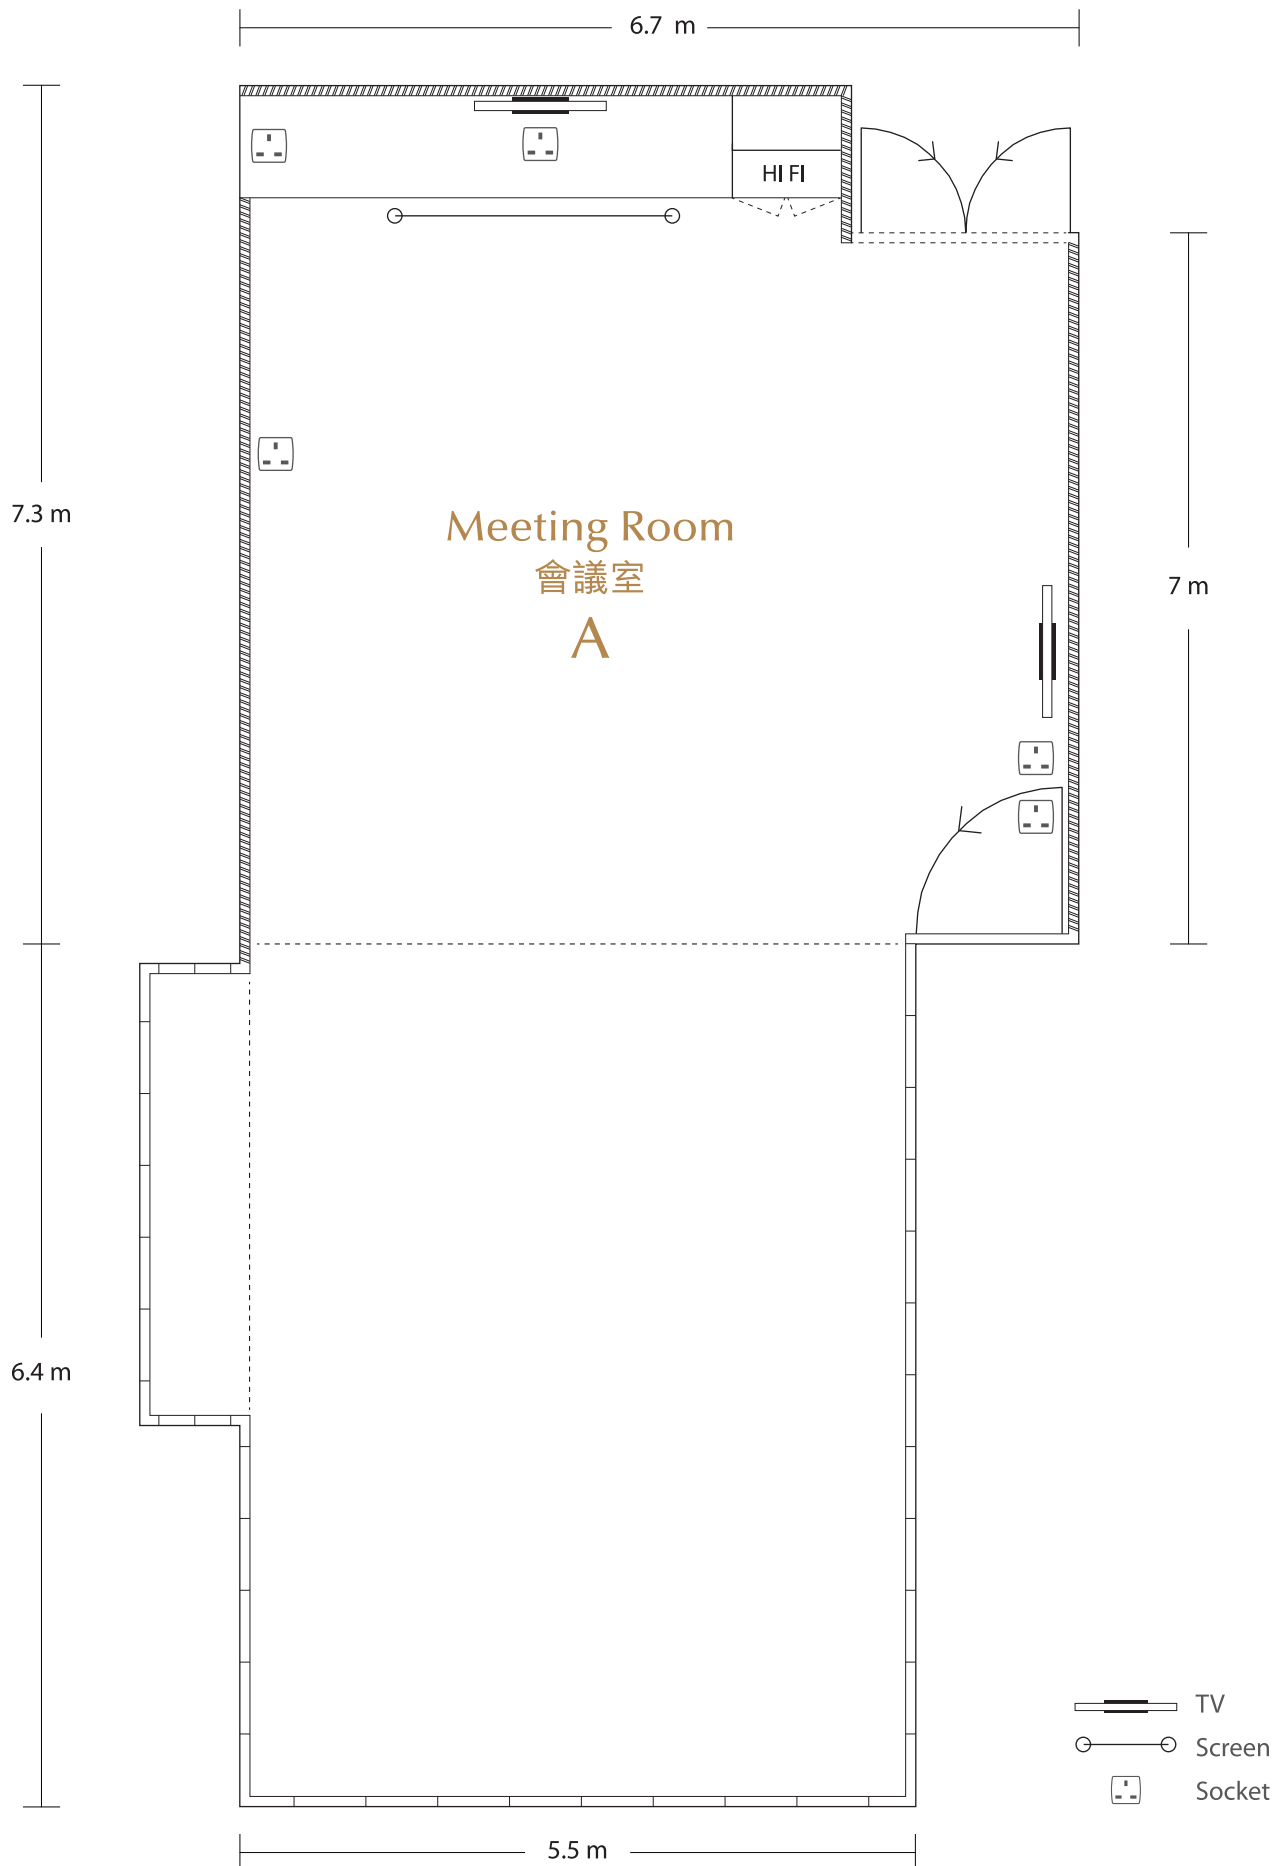 6.7 m
HI FI
7.3 m
Meeting Room
會議室
A
7 m
6.4 m
TV
Screen
Socket
5.5 m